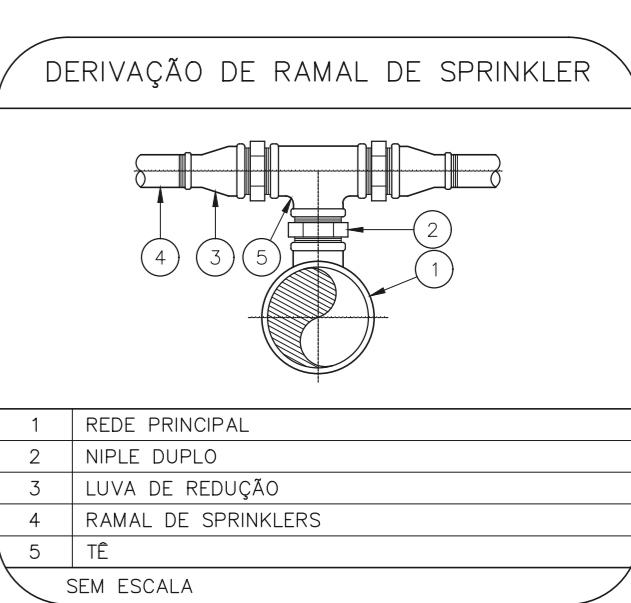 DERIVAÇÃO DE RAMAL DE SPRINKLER
4
3
5
2
1
1 REDE PRINCIPAL
2 NIPLE DUPLO
3 LUVA DE REDUÇÃO
4 RAMAL DE SPRINKLERS
5 TÊ
SEM ESCALA